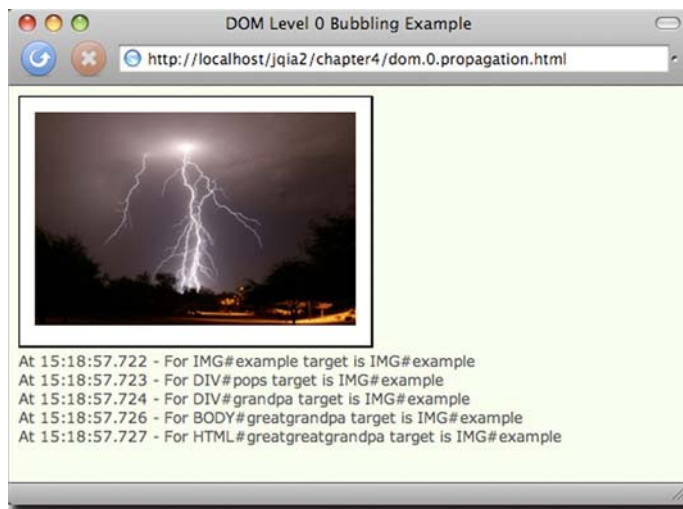 DOM Level 0 Bubbling Example
http://localhost/jqia2/chapter4/dom.0.propagation.html
At 15:18:57.722 - For IMG#example target is IMG#example
At 15:18:57.723 - For DIV#pops target is IMG#example
At 15:18:57.724 - For DIV#grandpa target is IMG#example
At 15:18:57.726 - For BODY#greatgrandpa target is IMG#example
At 15:18:57.727 - For HTML#greatgreatgrandpa target is IMG#example